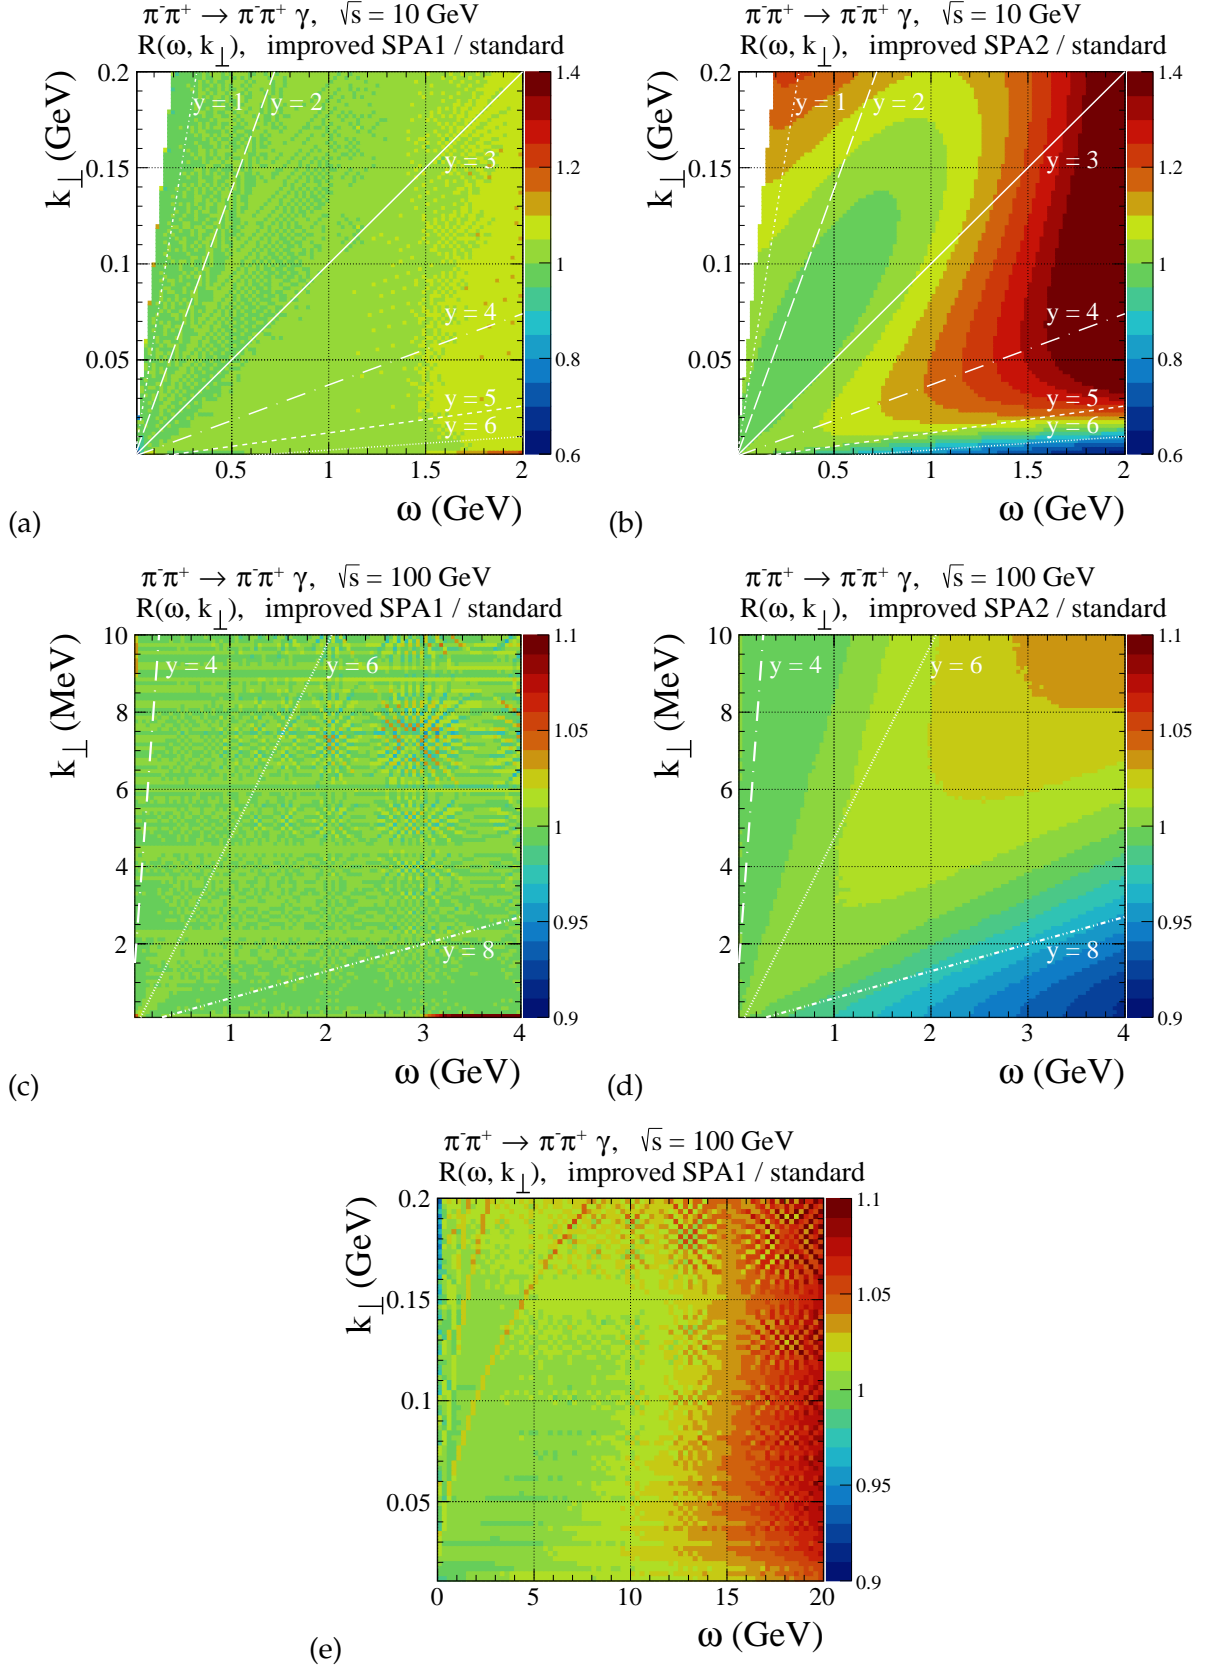 π⁻π⁺ → π⁻π⁺ γ, √s = 10 GeV
R(ω, k⊥), improved SPA1 / standard
k⊥ (GeV)
0.2
0.15
0.1
0.05
y = 1
y = 2
y = 3
y = 4
y = 5
y = 6
1.4
1.2
1
0.8
0.6
0.5
1
1.5
2
ω (GeV)
(a)
π⁻π⁺ → π⁻π⁺ γ, √s = 10 GeV
R(ω, k⊥), improved SPA2 / standard
k⊥ (GeV)
0.2
0.15
0.1
0.05
y = 1
y = 2
y = 3
y = 4
y = 5
y = 6
1.4
1.2
1
0.8
0.6
0.5
1
1.5
2
ω (GeV)
(b)
π⁻π⁺ → π⁻π⁺ γ, √s = 100 GeV
R(ω, k⊥), improved SPA1 / standard
k⊥ (MeV)
10
8
6
4
2
y = 4
y = 6
y = 8
1.1
1.05
1
0.95
0.9
1
2
3
4
ω (GeV)
(c)
π⁻π⁺ → π⁻π⁺ γ, √s = 100 GeV
R(ω, k⊥), improved SPA2 / standard
k⊥ (MeV)
10
8
6
4
2
y = 4
y = 6
y = 8
1.1
1.05
1
0.95
0.9
1
2
3
4
ω (GeV)
(d)
π⁻π⁺ → π⁻π⁺ γ, √s = 100 GeV
R(ω, k⊥), improved SPA1 / standard
k⊥ (GeV)
0.2
0.15
0.1
0.05
1.1
1.05
1
0.95
0.9
0
5
10
15
20
ω (GeV)
(e)